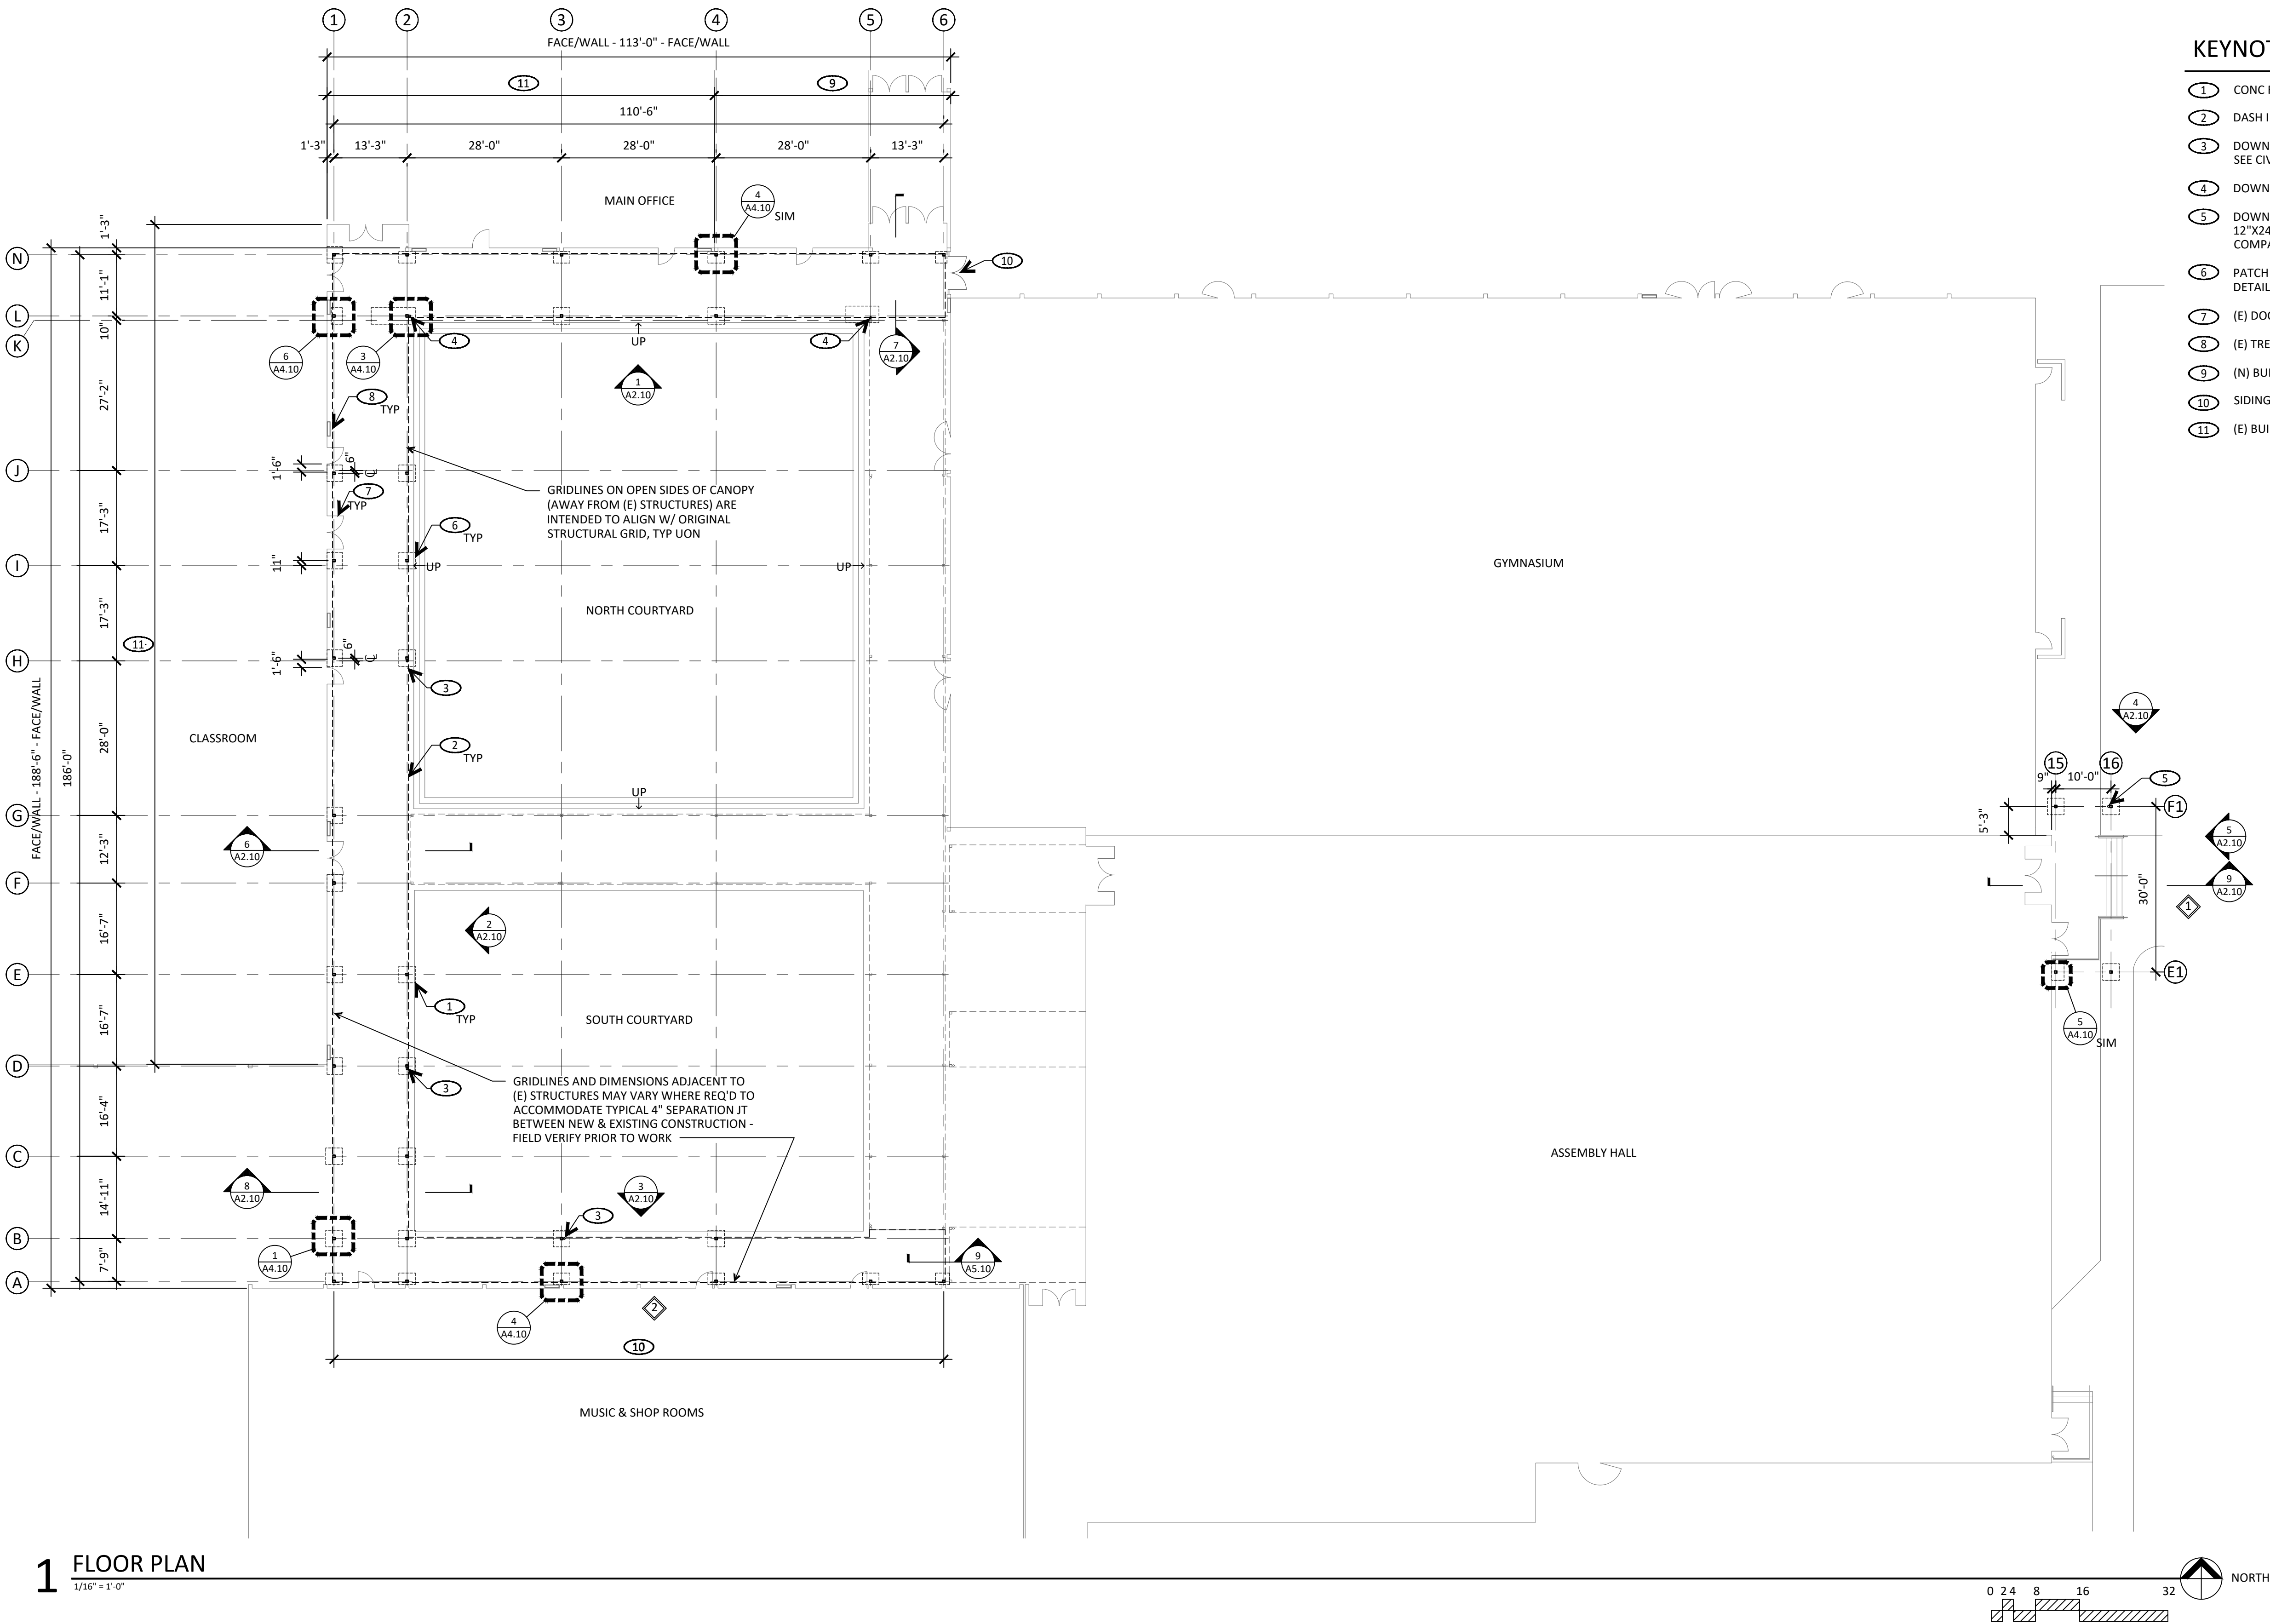 1
2
3
4
5
6
FACE/WALL - 113'-0" - FACE/WALL
11
9
110'-6"
1'-3"
13'-3"
28'-0"
28'-0"
28'-0"
13'-3"
MAIN OFFICE
4
A4.10
SIM
10
N
L
K
J
I
H
G
F
E
D
C
B
A
1'-3"
11'-1"
10"
27'-2"
17'-3"
17'-3"
28'-0"
12'-3"
16'-7"
16'-7"
16'-4"
14'-11"
7'-9"
FACE/WALL - 188'-6" - FACE/WALL
186'-0"
11
6
A4.10
3
A4.10
4
4
UP
7
A2.10
1
A2.10
8
TYP
1'-6"
6"
7
TYP
GRIDLINES ON OPEN SIDES OF CANOPY
(AWAY FROM (E) STRUCTURES) ARE
INTENDED TO ALIGN W/ ORIGINAL
STRUCTURAL GRID, TYP UON
6
TYP
11"
UP
UP
NORTH COURTYARD
GYMNASIUM
1'-6"
6"
3
CLASSROOM
2
TYP
UP
6
A2.10
2
A2.10
1
TYP
SOUTH COURTYARD
3
GRIDLINES AND DIMENSIONS ADJACENT TO
(E) STRUCTURES MAY VARY WHERE REQ'D TO
ACCOMMODATE TYPICAL 4" SEPARATION JT
BETWEEN NEW & EXISTING CONSTRUCTION -
FIELD VERIFY PRIOR TO WORK
ASSEMBLY HALL
8
A2.10
3
A2.10
3
1
A4.10
9
A5.10
4
A4.10
2
10
MUSIC & SHOP ROOMS
4
A2.10
15
16
9"
10'-0"
5
F1
5'-3"
5
A2.10
30'-0"
9
A2.10
1
E1
5
A4.10
SIM
KEYNOT
1 CONC
2 DASH
3 DOWN
SEE CIV
4 DOWN
5 DOWN
12"X24
COMPA
6 PATCH
DETAIL
7 (E) DOO
8 (E) TRE
9 (N) BUI
10 SIDING
11 (E) BUI
1 FLOOR PLAN
1/16" = 1'-0"
NORTH
0 2 4 8 16 32